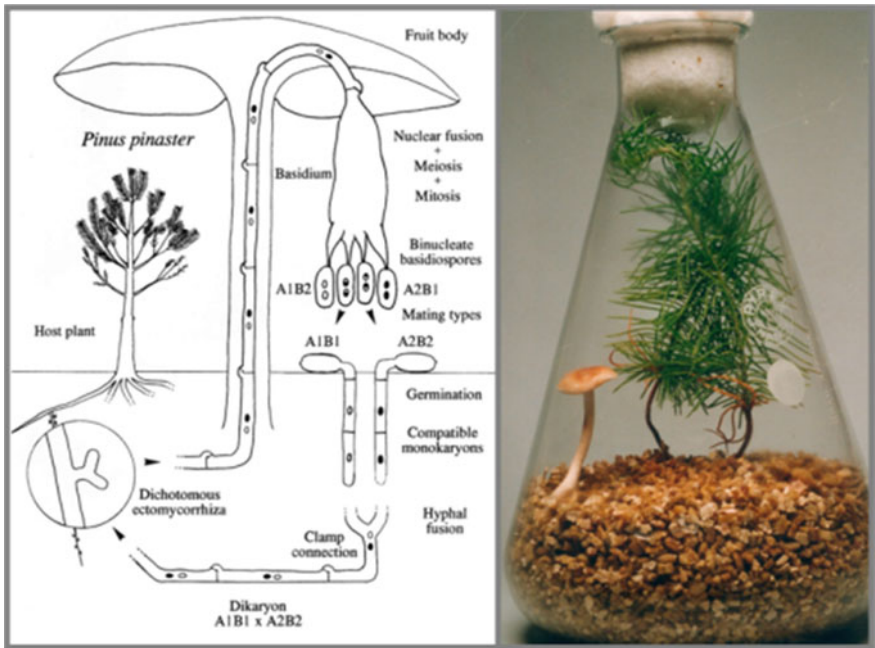 Fruit body
Pinus pinaster
Nuclear fusion
+
Meiosis
+
Mitosis
Basidium
Binucleate
basidiospores
A1B2
A2B1
Mating types
Host plant
A1B1
A2B2
Germination
Compatible
monokaryons
Dichotomous
ectomycorrhiza
Hyphal
fusion
Clamp
connection
Dikaryon
A1B1 x A2B2